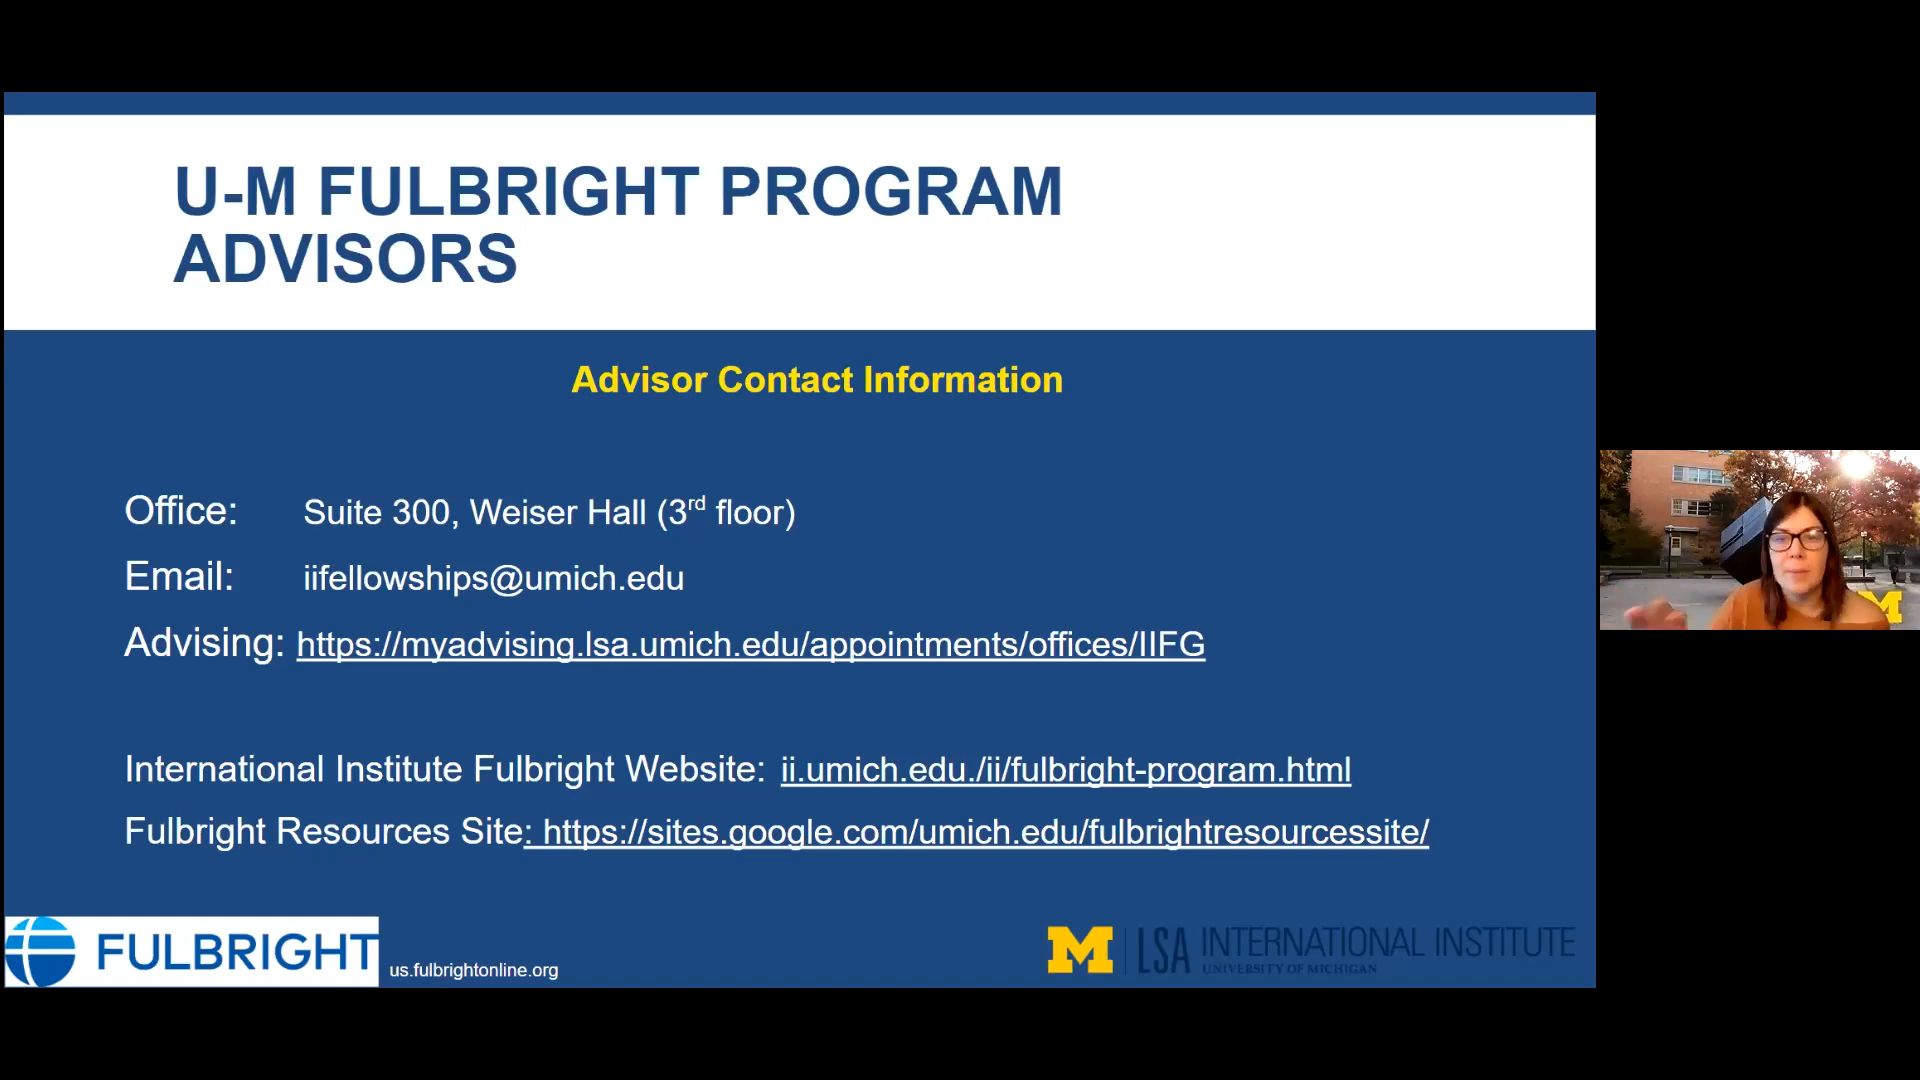 U-M FULBRIGHT PROGRAM
ADVISORS
Advisor Contact Information
Office: Suite 300, Weiser Hall (3rd floor)
Email: iifellowships@umich.edu
Advising: https://myadvising.lsa.umich.edu/appointments/offices/IIFG
International Institute Fulbright Website: ii.umich.edu./ii/fulbright-program.html
Fulbright Resources Site: https://sites.google.com/umich.edu/fulbrightresourcessite/
FULBRIGHT
us.fulbrightonline.org
M LSA INTERNATIONAL INSTITUTE
UNIVERSITY OF MICHIGAN
M